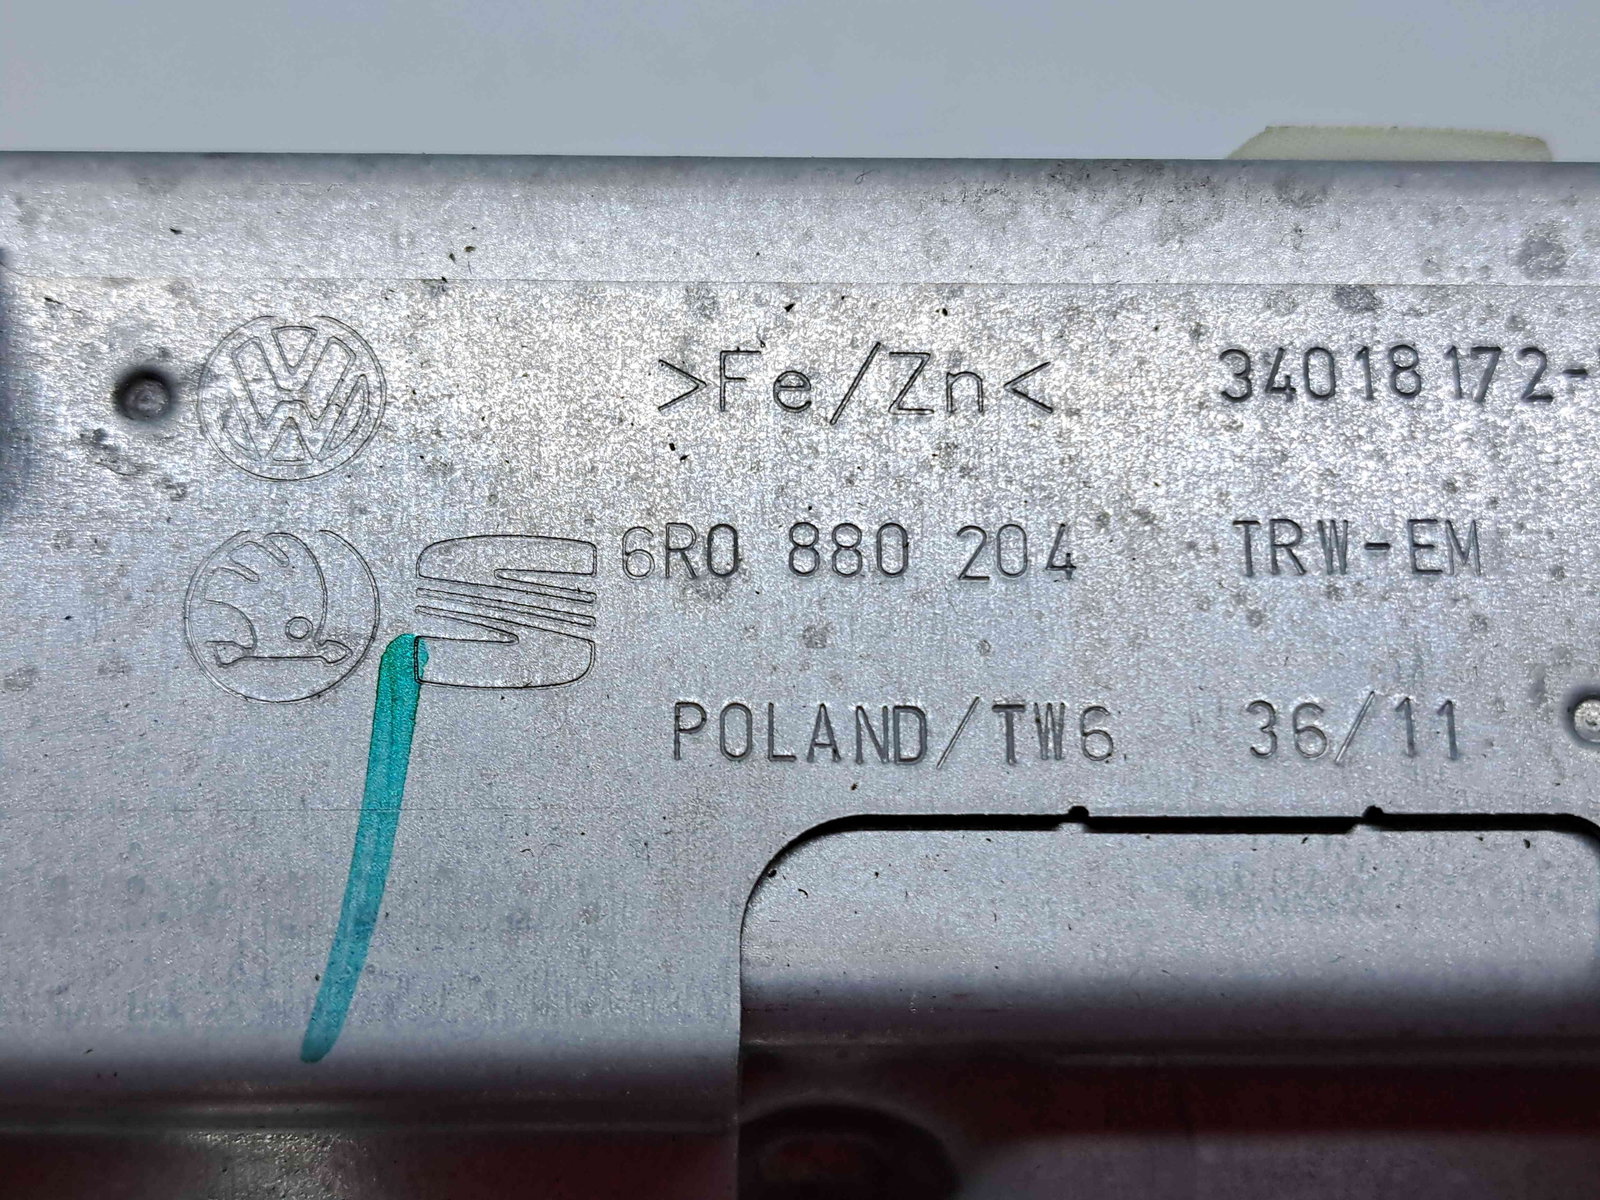 >Fe/Zn< 34018172-
6R0 880 204 TRW-EM
POLAND/TW6 36/11